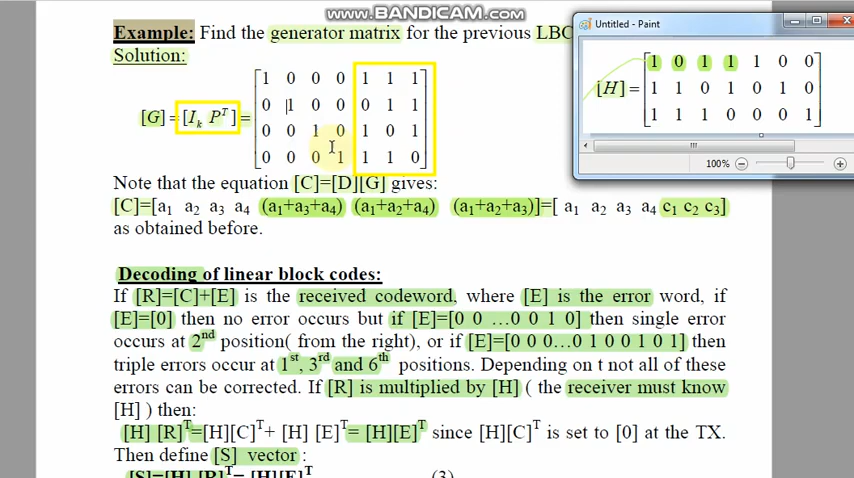 www.BANDICAM.com
Example: Find the generator matrix for the previous LBC
Solution:
[G] = [I_k P^T] = [1 0 0 0 1 1 1
0 1 0 0 0 1 1
0 0 1 0 1 0 1
0 0 0 1 1 1 0]
Untitled - Paint
[H] = [1 0 1 1 1 0 0
1 1 0 1 0 1 0
1 1 1 0 0 0 1]
100%
Note that the equation [C]=[D][G] gives:
[C]=[a1 a2 a3 a4 (a1+a3+a4) (a1+a2+a4) (a1+a2+a3)]=[ a1 a2 a3 a4 c1 c2 c3]
as obtained before.
Decoding of linear block codes:
If [R]=[C]+[E] is the received codeword, where [E] is the error word, if
[E]=[0] then no error occurs but if [E]=[0 0 ...0 0 1 0] then single error
occurs at 2nd position( from the right), or if [E]=[0 0 0...0 1 0 0 1 0 1] then
triple errors occur at 1st, 3rd and 6th positions. Depending on t not all of these
errors can be corrected. If [R] is multiplied by [H] ( the receiver must know
[H] ) then:
[H] [R]^T=[H][C]^T+ [H] [E]^T= [H][E]^T since [H][C]^T is set to [0] at the TX.
Then define [S] vector :
[S]=[H] [R]^T= [H][E]^T (3)